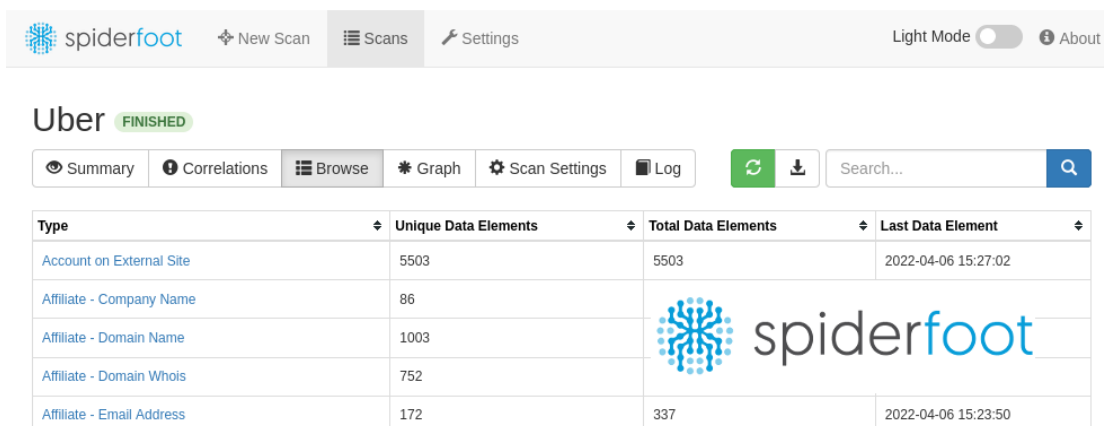 spiderfoot New Scan Scans Settings Light Mode About
Uber FINISHED
Summary Correlations Browse Graph Scan Settings Log Search...
Type Unique Data Elements Total Data Elements Last Data Element
Account on External Site 5503 5503 2022-04-06 15:27:02
Affiliate - Company Name 86
Affiliate - Domain Name 1003
spiderfoot
Affiliate - Domain Whois 752
Affiliate - Email Address 172 337 2022-04-06 15:23:50